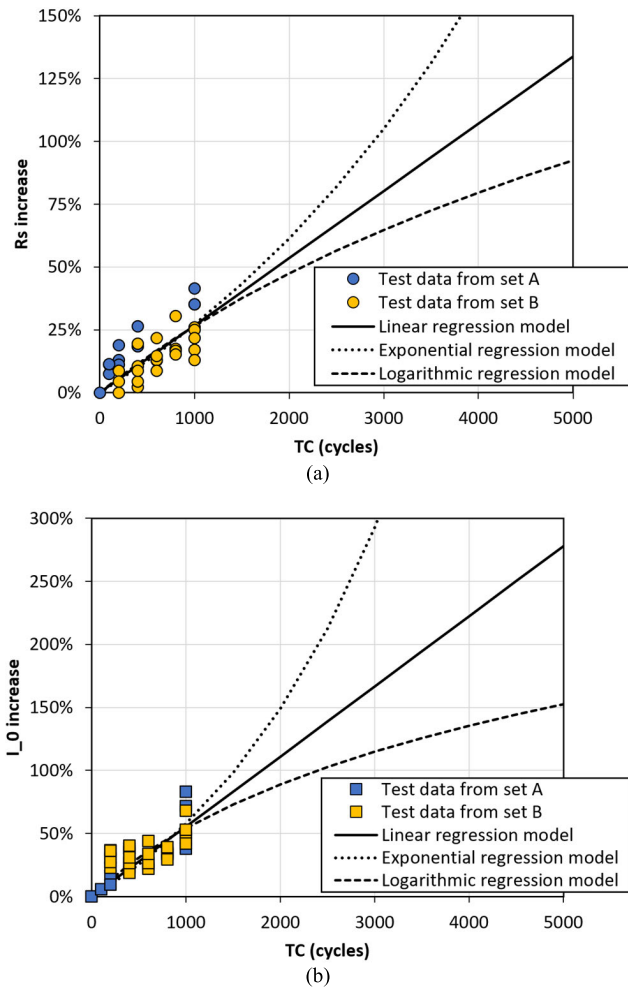 150%
125%
100%
75%
50%
25%
0%
Rs increase
Test data from set A
Test data from set B
Linear regression model
Exponential regression model
Logarithmic regression model
0 1000 2000 3000 4000 5000
TC (cycles)
(a)
300%
250%
200%
150%
100%
50%
0%
I_0 increase
Test data from set A
Test data from set B
Linear regression model
Exponential regression model
Logarithmic regression model
0 1000 2000 3000 4000 5000
TC (cycles)
(b)